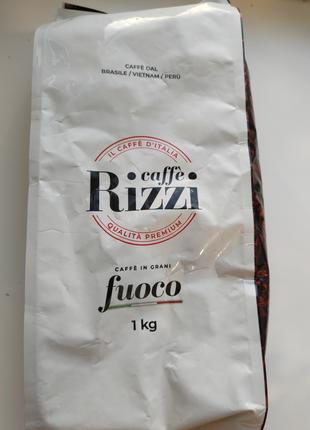 CAFFÈ DAL
BRASILE / VIETNAM / PERÙ
IL CAFFÈ D'ITALIA
caffè
Rizzi
QUALITÀ PREMIUM
CAFFÈ IN GRANI
fuoco
1 kg